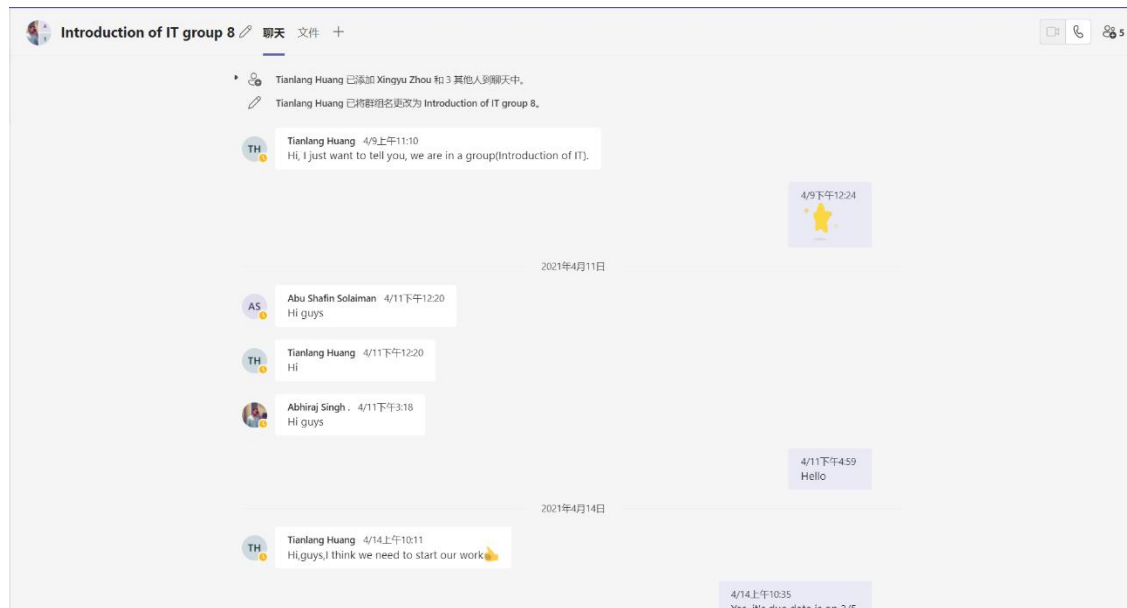 Introduction of IT group 8 聊天 文件 5
Tianlang Huang 已添加 Xingyu Zhou 和 3 其他人到聊天中。
Tianlang Huang 已将群组名更改为 Introduction of IT group 8。
TH
Tianlang Huang 4/9上午11:10
Hi, I just want to tell you, we are in a group(Introduction of IT).
4/9下午12:24
2021年4月11日
AS
Abu Shafin Solaiman 4/11下午12:20
Hi guys
TH
Tianlang Huang 4/11下午12:20
Hi
Abhiraj Singh . 4/11下午3:18
Hi guys
4/11下午4:59
Hello
2021年4月14日
TH
Tianlang Huang 4/14上午10:11
Hi,guys,I think we need to start our work
4/14上午10:35
Yes, it's due date is on 2/5